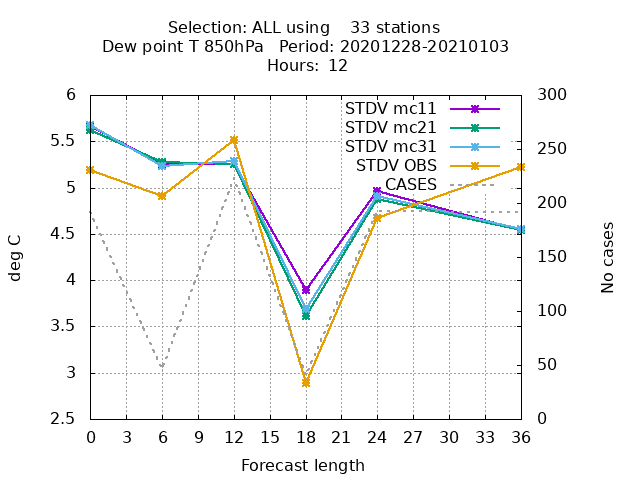 Selection: ALL using    33 stations
Dew point T 850hPa   Period: 20201228-20210103
Hours: 12
STDV mc11
STDV mc21
STDV mc31
STDV OBS
CASES
6
5.5
5
4.5
4
3.5
3
2.5
deg C
300
250
200
150
100
50
0
No cases
0 3 6 9 12 15 18 21 24 27 30 33 36
Forecast length